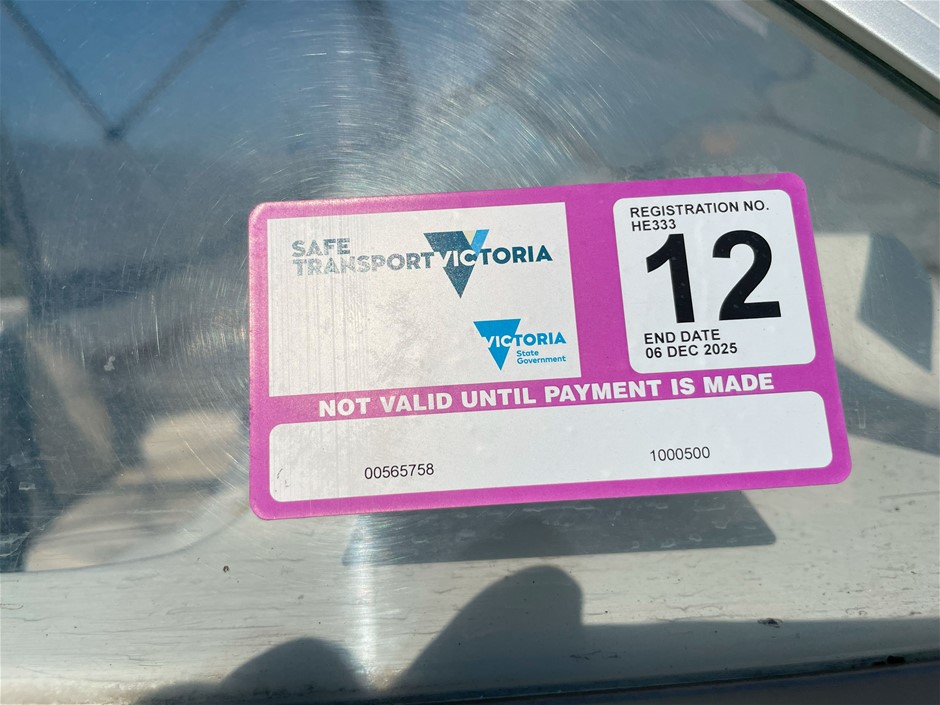 SAFE
TRANSPORT VICTORIA
VICTORIA
State
Government
REGISTRATION NO.
HE333
12
END DATE
06 DEC 2025
NOT VALID UNTIL PAYMENT IS MADE
00565758
1000500